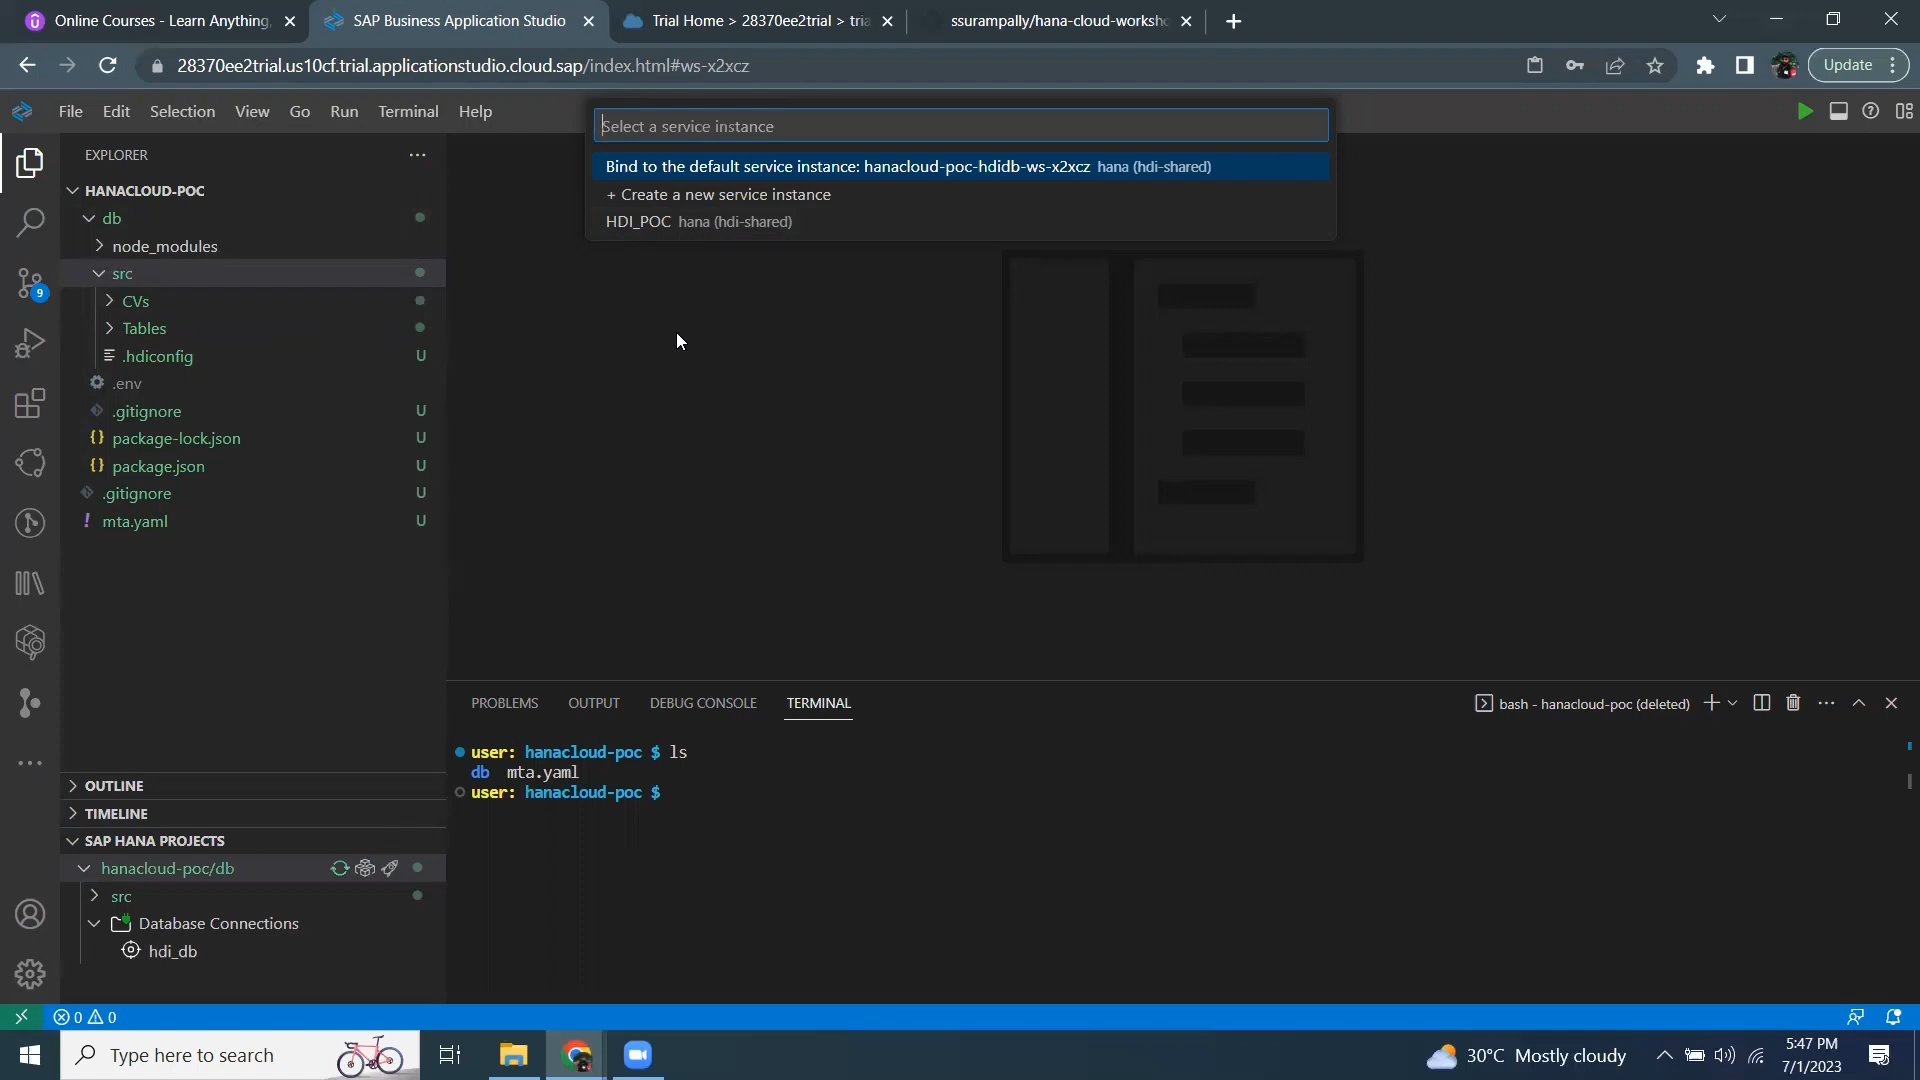 Online Courses - Learn Anything,
SAP Business Application Studio
Trial Home > 28370ee2trial > tria
ssurampally/hana-cloud-worksho
28370ee2trial.us10cf.trial.applicationstudio.cloud.sap/index.html#ws-x2xcz
Update
File Edit Selection View Go Run Terminal Help
Select a service instance
Bind to the default service instance: hanacloud-poc-hdidb-ws-x2xcz hana (hdi-shared)
+ Create a new service instance
HDI_POC hana (hdi-shared)
EXPLORER
HANACLOUD-POC
db
node_modules
src
CVs
Tables
.hdiconfig U
.env
.gitignore U
package-lock.json U
package.json U
.gitignore U
mta.yaml U
9
OUTLINE
TIMELINE
SAP HANA PROJECTS
hanacloud-poc/db
src
Database Connections
hdi_db
PROBLEMS OUTPUT DEBUG CONSOLE TERMINAL
bash - hanacloud-poc (deleted)
user: hanacloud-poc $ ls
db mta.yaml
user: hanacloud-poc $
0 0
Type here to search
30°C Mostly cloudy
5:47 PM
7/1/2023